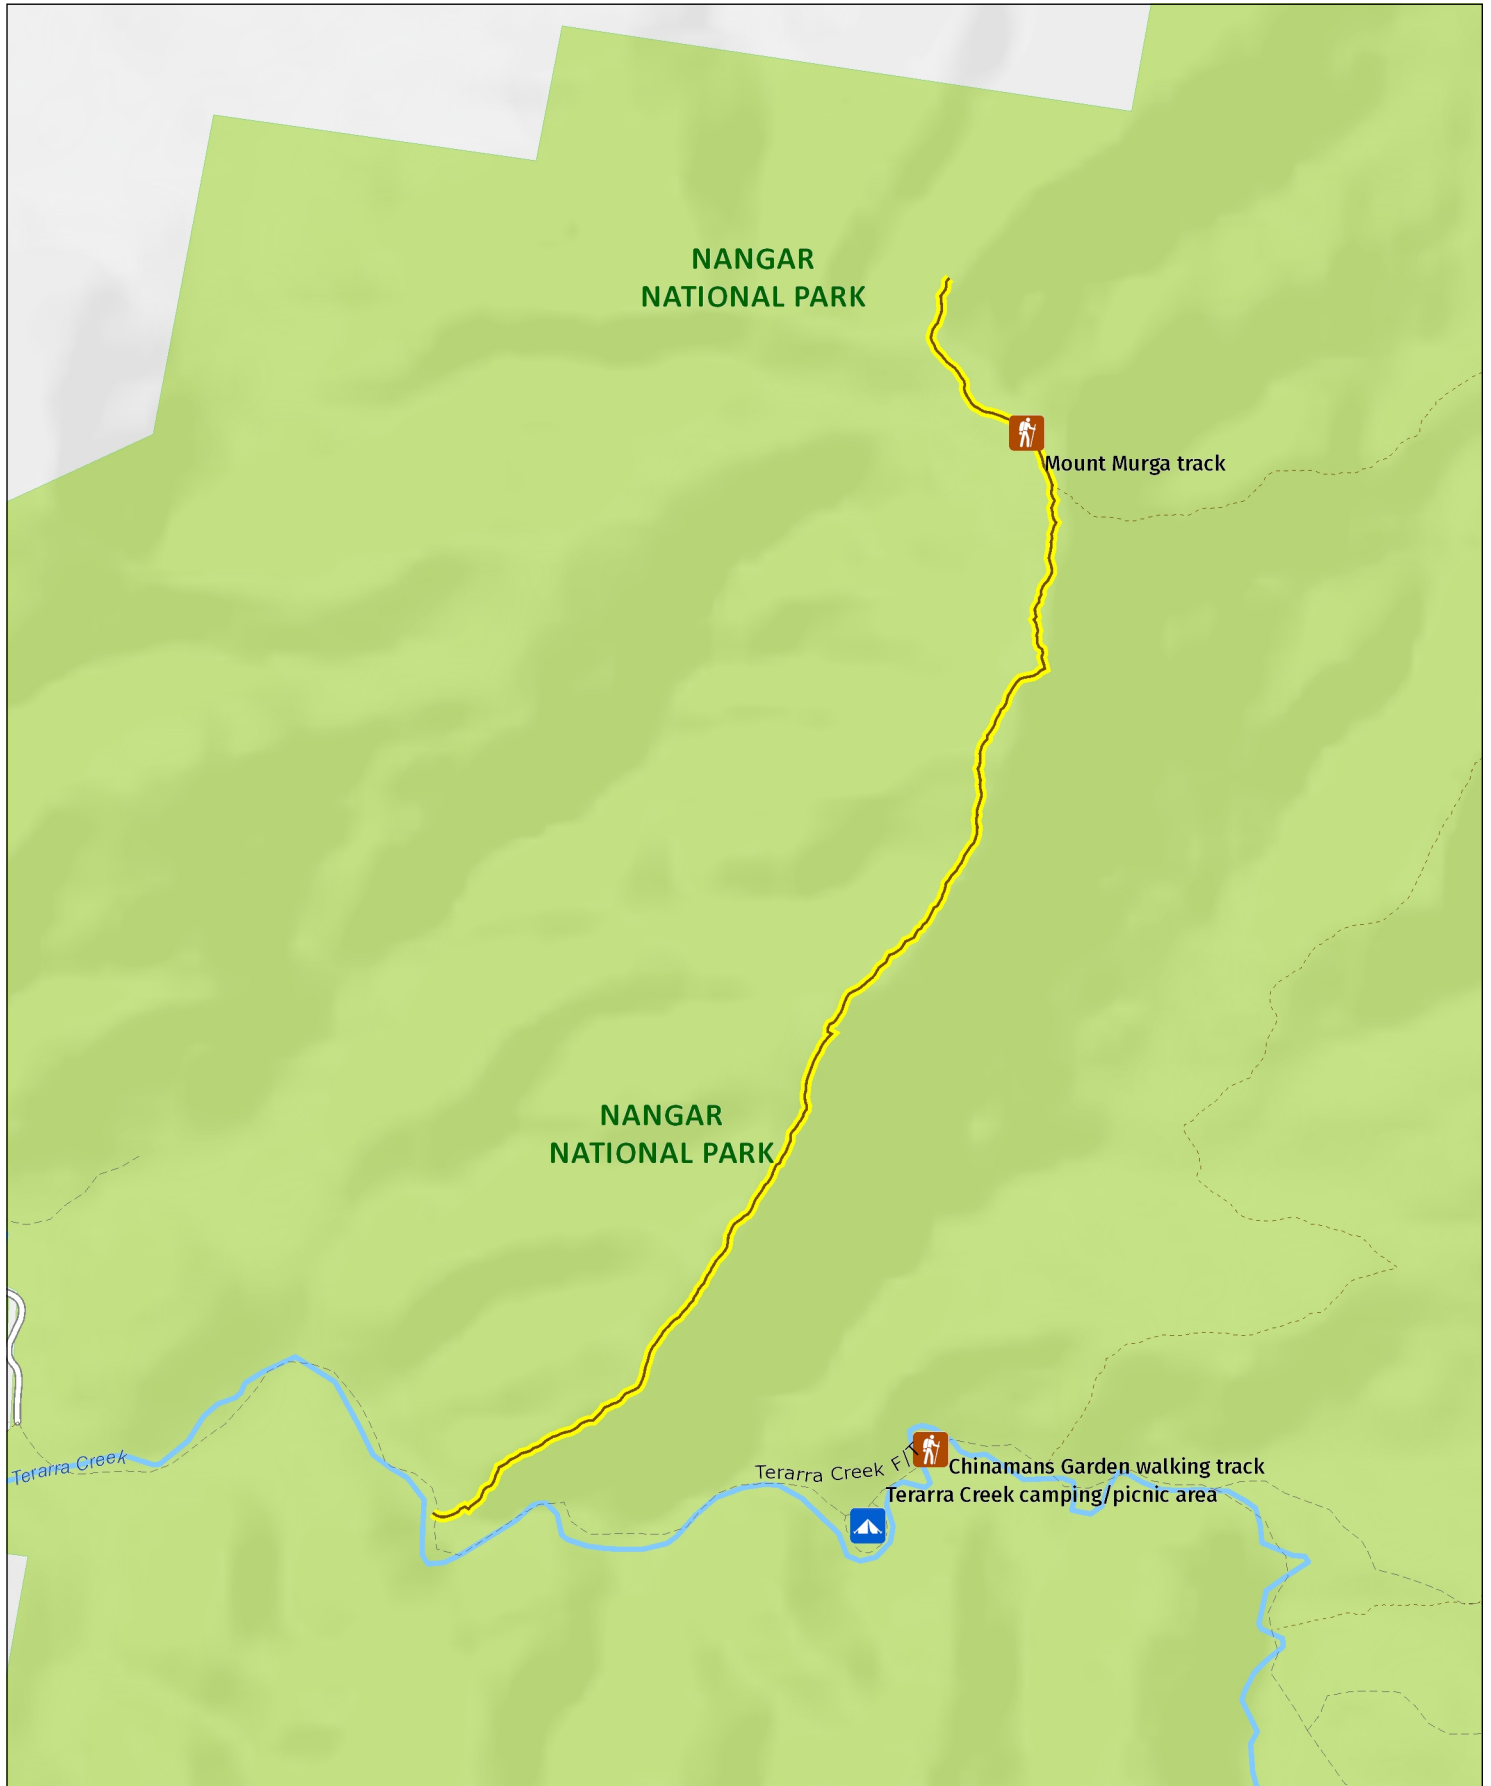 NANGAR
NATIONAL PARK
Mount Murga track
NANGAR
NATIONAL PARK
Terarra Creek
Terarra Creek F/T
Chinamans Garden walking track
Terarra Creek camping/picnic area